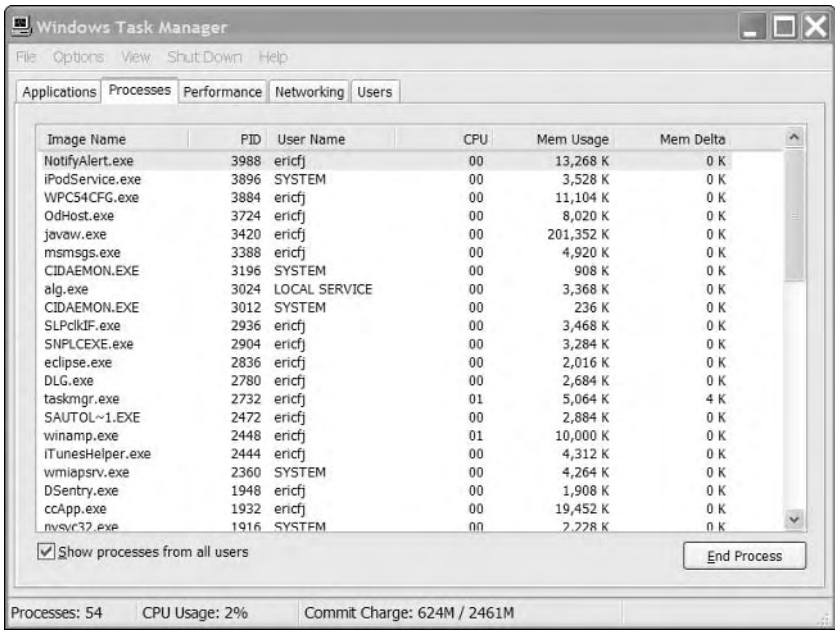 Windows Task Manager
File Options View Shut Down Help
Applications Processes Performance Networking Users
Image Name PID User Name CPU Mem Usage Mem Delta
NotifyAlert.exe 3988 ericfj 00 13,268 K 0 K
iPodService.exe 3896 SYSTEM 00 3,528 K 0 K
WPC54CFG.exe 3884 ericfj 00 11,104 K 0 K
OdHost.exe 3724 ericfj 00 8,020 K 0 K
javaw.exe 3420 ericfj 00 201,352 K 0 K
msmsgs.exe 3388 ericfj 00 4,920 K 0 K
CIDAEMON.EXE 3196 SYSTEM 00 908 K 0 K
alg.exe 3024 LOCAL SERVICE 00 3,368 K 0 K
CIDAEMON.EXE 3012 SYSTEM 00 236 K 0 K
SLPclkIF.exe 2936 ericfj 00 3,468 K 0 K
SNPLCEXE.exe 2904 ericfj 00 3,284 K 0 K
eclipse.exe 2836 ericfj 00 2,016 K 0 K
DLG.exe 2780 ericfj 00 2,684 K 0 K
taskmgr.exe 2732 ericfj 01 5,064 K 4 K
SAUTOL~1.EXE 2472 ericfj 00 2,884 K 0 K
winamp.exe 2448 ericfj 01 10,000 K 0 K
iTunesHelper.exe 2444 ericfj 00 4,312 K 0 K
wmiapsrv.exe 2360 SYSTEM 00 4,264 K 0 K
DSentry.exe 1948 ericfj 00 1,908 K 0 K
ccApp.exe 1932 ericfj 00 19,452 K 0 K
nvsvc32.exe 1916 SYSTEM 00 2,228 K 0 K
Show processes from all users
End Process
Processes: 54 CPU Usage: 2% Commit Charge: 624M / 2461M